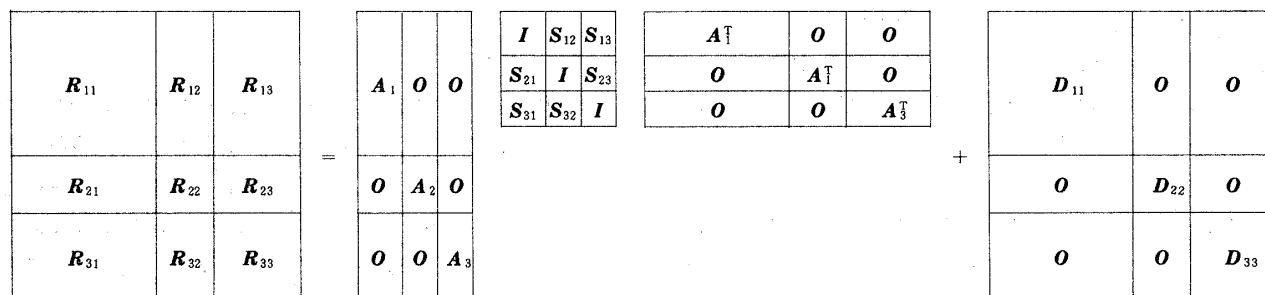 I S₁₂ S₁₃ A₁ᵀ O O
R₁₁ R₁₂ R₁₃ A₁ O O S₂₁ I S₂₃ O A₁ᵀ O D₁₁ O O
S₃₁ S₃₂ I O O A₃ᵀ
= +
R₂₁ R₂₂ R₂₃ O A₂ O O D₂₂ O
R₃₁ R₃₂ R₃₃ O O A₃ O O D₃₃